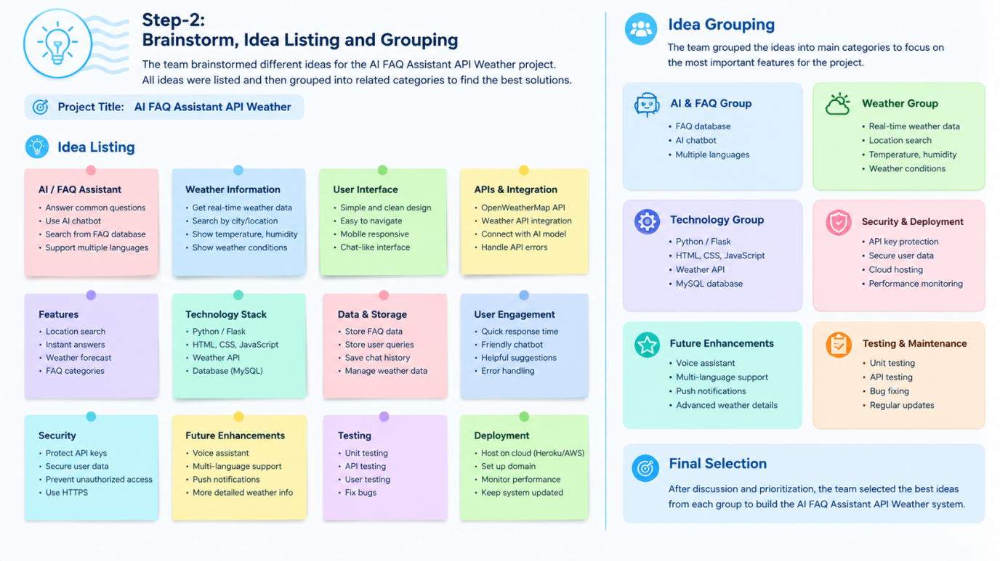 Step-2:
Brainstorm, Idea Listing and Grouping
The team brainstormed different ideas for the AI FAQ Assistant API Weather project.
All ideas were listed and then grouped into related categories to find the best solutions.
Project Title: AI FAQ Assistant API Weather
Idea Listing
AI / FAQ Assistant
• Answer common questions
• Use AI chatbot
• Search from FAQ database
• Support multiple languages
Weather Information
• Get real-time weather data
• Search by city/location
• Show temperature, humidity
• Show weather conditions
User Interface
• Simple and clean design
• Easy to navigate
• Mobile responsive
• Chat-like interface
APIs & Integration
• OpenWeatherMap API
• Weather API integration
• Connect with AI model
• Handle API errors
Features
• Location search
• Instant answers
• Weather forecast
• FAQ categories
Technology Stack
• Python / Flask
• HTML, CSS, JavaScript
• Weather API
• Database (MySQL)
Data & Storage
• Store FAQ data
• Store user queries
• Save chat history
• Manage weather data
User Engagement
• Quick response time
• Friendly chatbot
• Helpful suggestions
• Error handling
Security
• Protect API keys
• Secure user data
• Prevent unauthorized access
• Use HTTPS
Future Enhancements
• Voice assistant
• Multi-language support
• Push notifications
• More detailed weather info
Testing
• Unit testing
• API testing
• User testing
• Fix bugs
Deployment
• Host on cloud (Heroku/AWS)
• Set up domain
• Monitor performance
• Keep system updated
Idea Grouping
The team grouped the ideas into main categories to focus on
the most important features for the project.
AI & FAQ Group
• FAQ database
• AI chatbot
• Multiple languages
Weather Group
• Real-time weather data
• Location search
• Temperature, humidity
• Weather conditions
Technology Group
• Python / Flask
• HTML, CSS, JavaScript
• Weather API
• MySQL database
Security & Deployment
• API key protection
• Secure user data
• Cloud hosting
• Performance monitoring
Future Enhancements
• Voice assistant
• Multi-language support
• Push notifications
• Advanced weather details
Testing & Maintenance
• Unit testing
• API testing
• Bug fixing
• Regular updates
Final Selection
After discussion and prioritization, the team selected the best ideas
from each group to build the AI FAQ Assistant API Weather system.